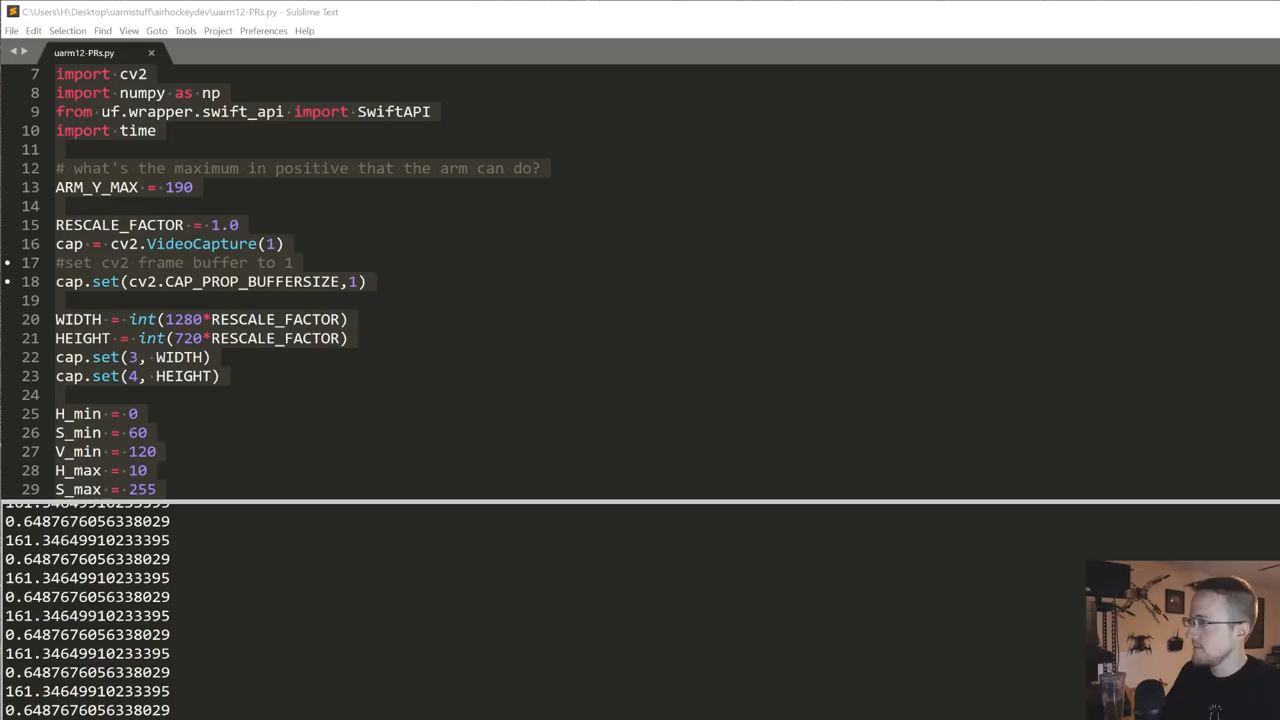 C:\Users\H\Desktop\uarmstuff\airhockeydev\uarm12-PRs.py - Sublime Text
File Edit Selection Find View Goto Tools Project Preferences Help
uarm12-PRs.py
7 import cv2
8 import numpy as np
9 from uf.wrapper.swift_api import SwiftAPI
10 import time
11
12 # what's the maximum in positive that the arm can do?
13 ARM_Y_MAX = 190
14
15 RESCALE_FACTOR = 1.0
16 cap = cv2.VideoCapture(1)
17 #set cv2 frame buffer to 1
18 cap.set(cv2.CAP_PROP_BUFFERSIZE,1)
19
20 WIDTH = int(1280*RESCALE_FACTOR)
21 HEIGHT = int(720*RESCALE_FACTOR)
22 cap.set(3, WIDTH)
23 cap.set(4, HEIGHT)
24
25 H_min = 0
26 S_min = 60
27 V_min = 120
28 H_max = 10
29 S_max = 255
161.34649910233395
0.6487676056338029
161.34649910233395
0.6487676056338029
161.34649910233395
0.6487676056338029
161.34649910233395
0.6487676056338029
161.34649910233395
0.6487676056338029
161.34649910233395
0.6487676056338029